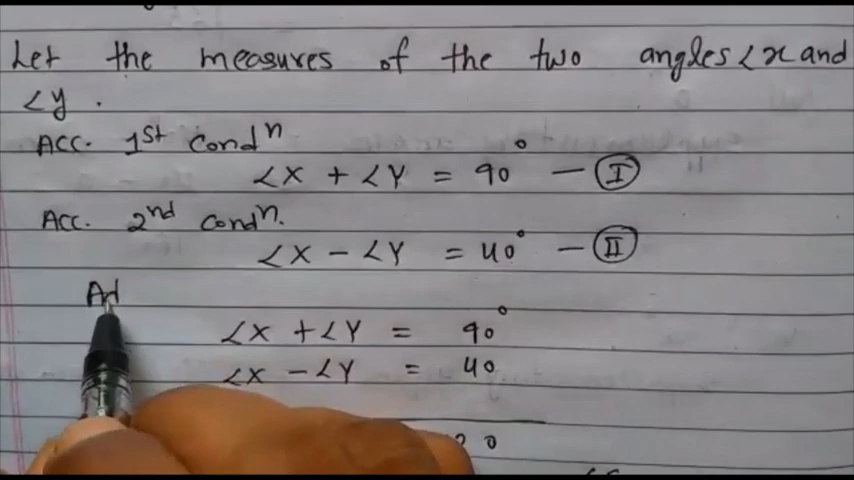 Let the measures of the two angles ∠x and
∠y.
Acc. 1st condn
∠X + ∠Y = 90° — I
Acc. 2nd condn.
∠X - ∠Y = 40° — II
Ad
∠X + ∠Y = 90°
∠X - ∠Y = 40